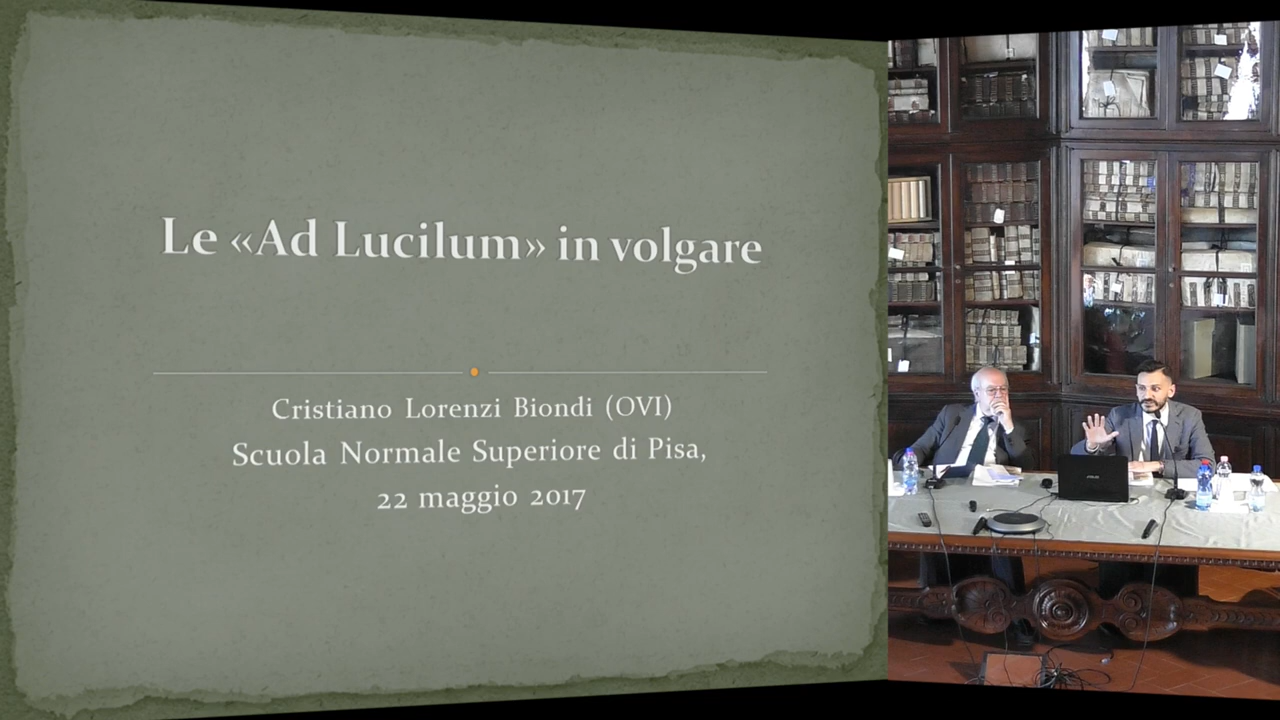 Le «Ad Lucilum» in volgare
Cristiano Lorenzi Biondi (OVI)
Scuola Normale Superiore di Pisa,
22 maggio 2017